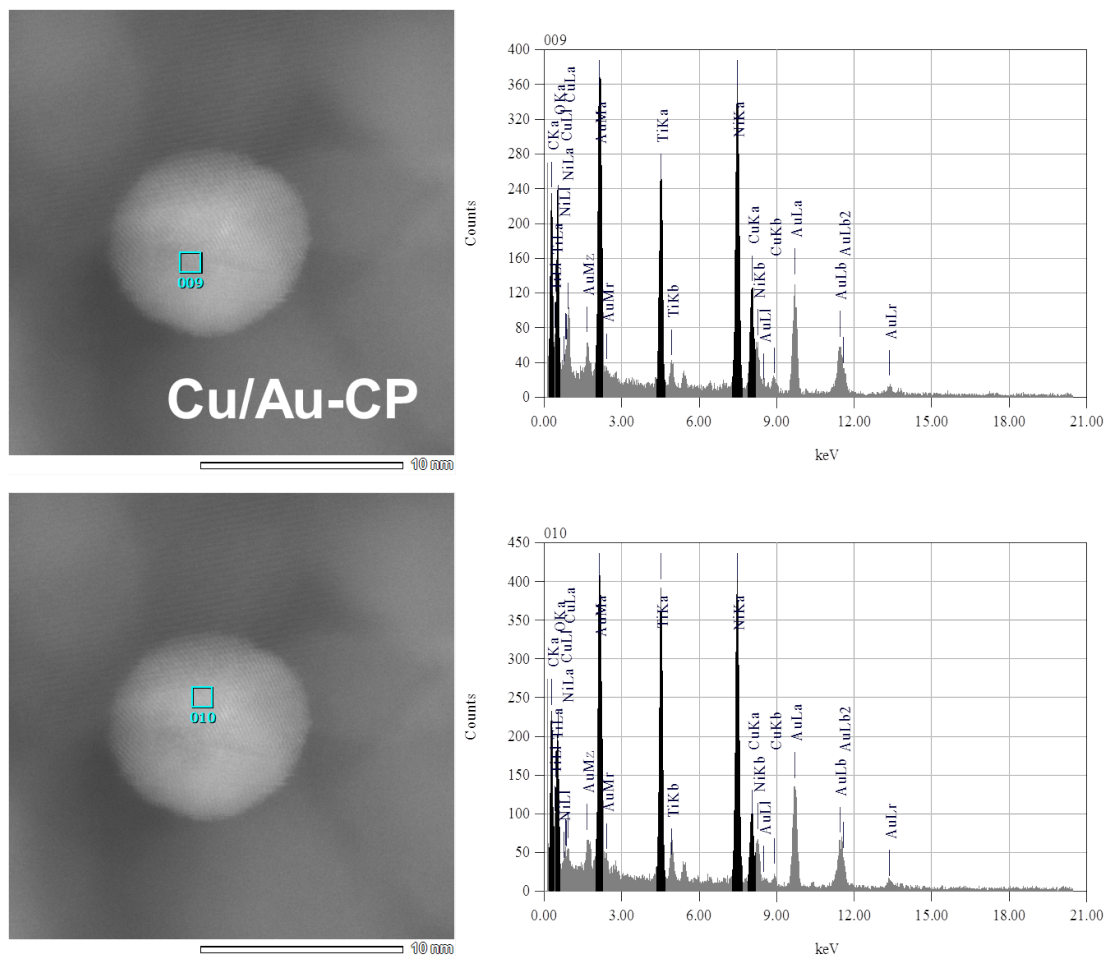 009
Cu/Au-CP
10 nm
009
Counts
400
360
320
280
240
200
160
120
80
40
0
TiLl
TiLa
CKa
OKa
NiLl
NiLa
CuLl
CuLa
AuMz
AuMa
AuMr
TiKa
TiKb
NiKa
CuKa
NiKb
AuLl
CuKb
AuLa
AuLb
AuLb2
AuLr
0.00 3.00 6.00 9.00 12.00 15.00 18.00 21.00
keV
010
10 nm
010
Counts
450
400
350
300
250
200
150
100
50
0
TiLl
TiLa
CKa
OKa
NiLl
NiLa
CuLl
CuLa
AuMz
AuMa
AuMr
TiKa
TiKb
NiKa
CuKa
NiKb
AuLl
CuKb
AuLa
AuLb
AuLb2
AuLr
0.00 3.00 6.00 9.00 12.00 15.00 18.00 21.00
keV